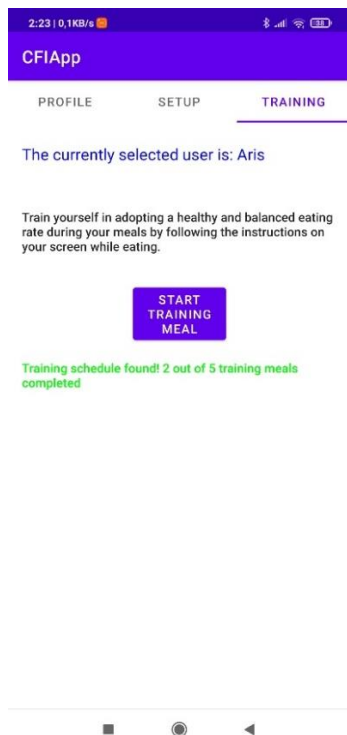 2:23 | 0,1KB/s
CFIApp
PROFILE SETUP TRAINING
The currently selected user is: Aris
Train yourself in adopting a healthy and balanced eating
rate during your meals by following the instructions on
your screen while eating.
START
TRAINING
MEAL
Training schedule found! 2 out of 5 training meals
completed